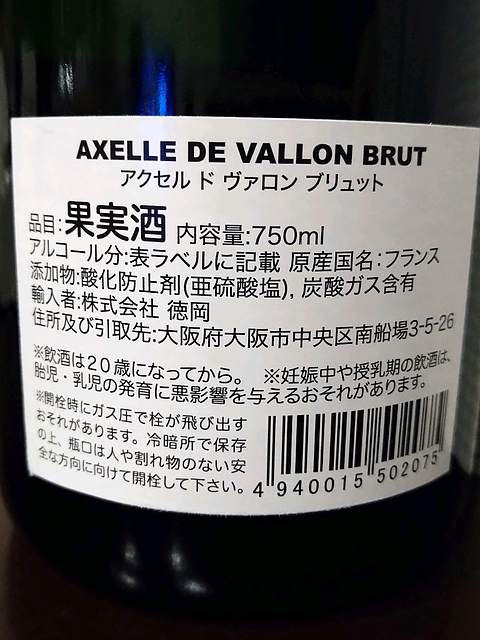 AXELLE DE VALLON BRUT
アクセル ド ヴァロン ブリュット
品目:果実酒 内容量:750ml
アルコール分:表ラベルに記載 原産国名:フランス
添加物:酸化防止剤(亜硫酸塩), 炭酸ガス含有
輸入者:株式会社 徳岡
住所及び引取先:大阪府大阪市中央区南船場3-5-26
※飲酒は20歳になってから。 ※妊娠中や授乳期の飲酒は、
胎児・乳児の発育に悪影響を与えるおそれがあります。
※開栓時にガス圧で栓が飛び出す
おそれがあります。冷暗所で保存
の上、瓶口は人や割れ物のない安
全な方向に向けて開栓して下さい。
4 940015 502075